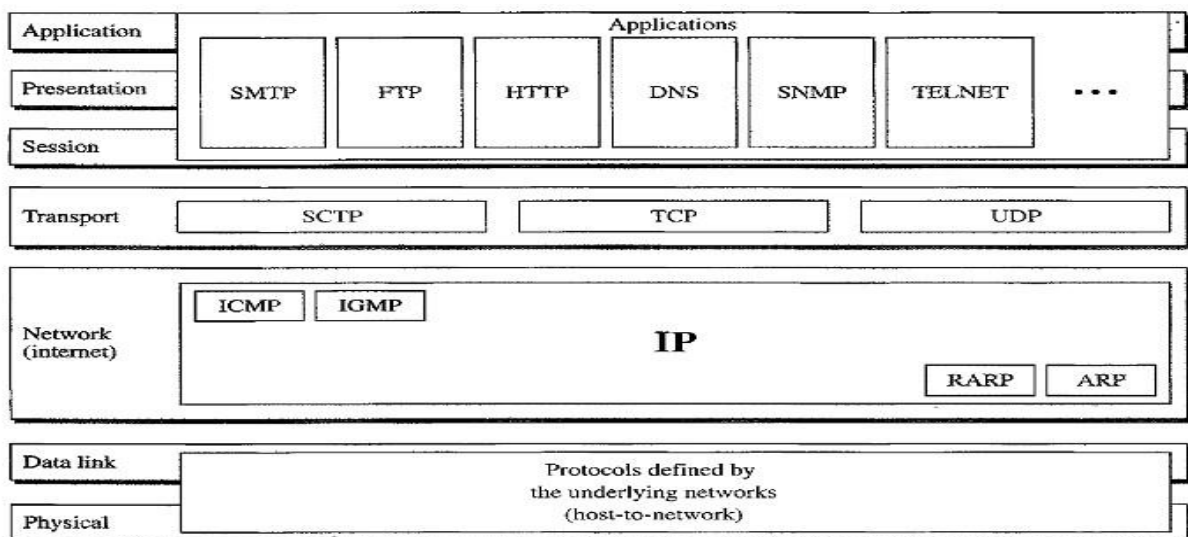 Applications
Application
Presentation
Session
SMTP FTP HTTP DNS SNMP TELNET ...
Transport
SCTP TCP UDP
Network
(internet)
ICMP IGMP
IP
RARP ARP
Data link
Physical
Protocols defined by
the underlying networks
(host-to-network)